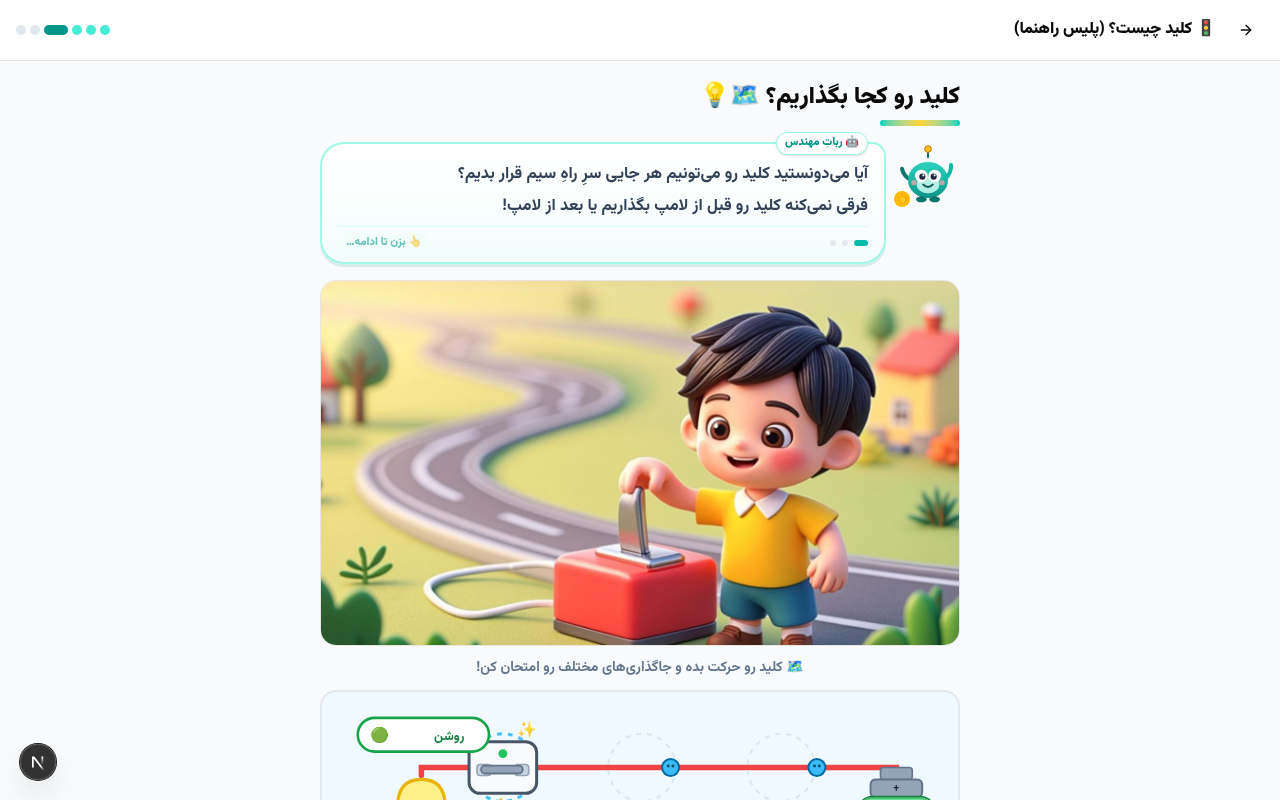 🚦 کلید چیست؟ (پلیس راهنما)
کلید رو کجا بگذاریم؟ 🗺️💡
🤖 رباتِ مهندس
آیا می‌دونستید کلید رو می‌تونیم هر جایی سرِ راهِ سیم قرار بدیم؟
فرقی نمی‌کنه کلید رو قبل از لامپ بگذاریم یا بعد از لامپ!
👆 بزن تا ادامه...
🗺️ کلید رو حرکت بده و جاگذاری‌های مختلف رو امتحان کن!
روشن
+
N